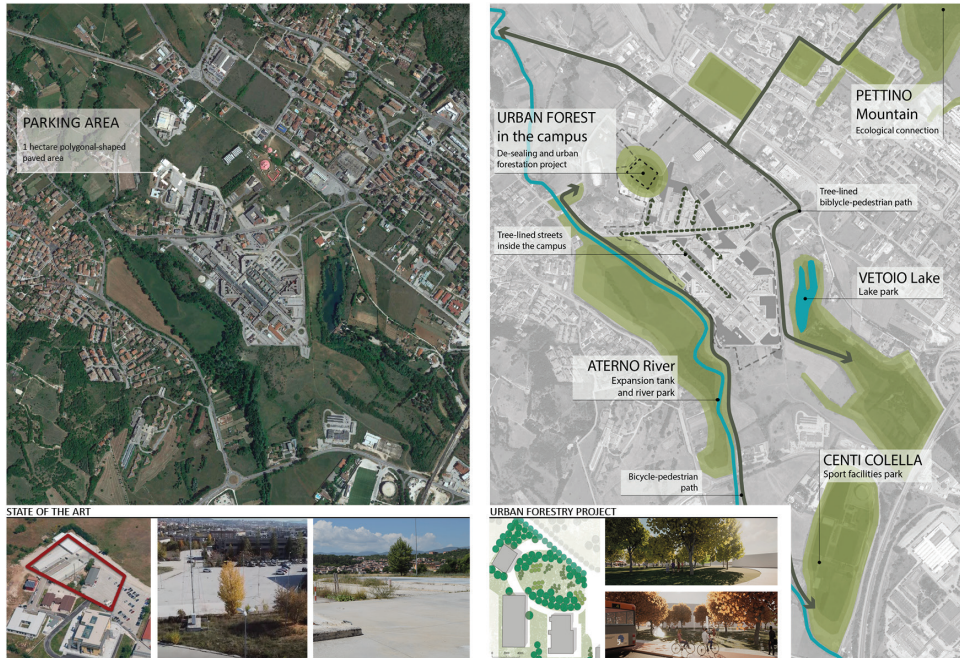 PARKING AREA
1 hectare polygonal-shaped
paved area
STATE OF THE ART
URBAN FOREST
in the campus
De-sealing and urban
forestation project
Tree-lined streets
inside the campus
PETTINO
Mountain
Ecological connection
Tree-lined
biblycle-pedestrian path
VETOIO Lake
Lake park
ATERNO River
Expansion tank
and river park
CENTI COLELLA
Sport facilities park
Bicycle-pedestrian
path
URBAN FORESTRY PROJECT